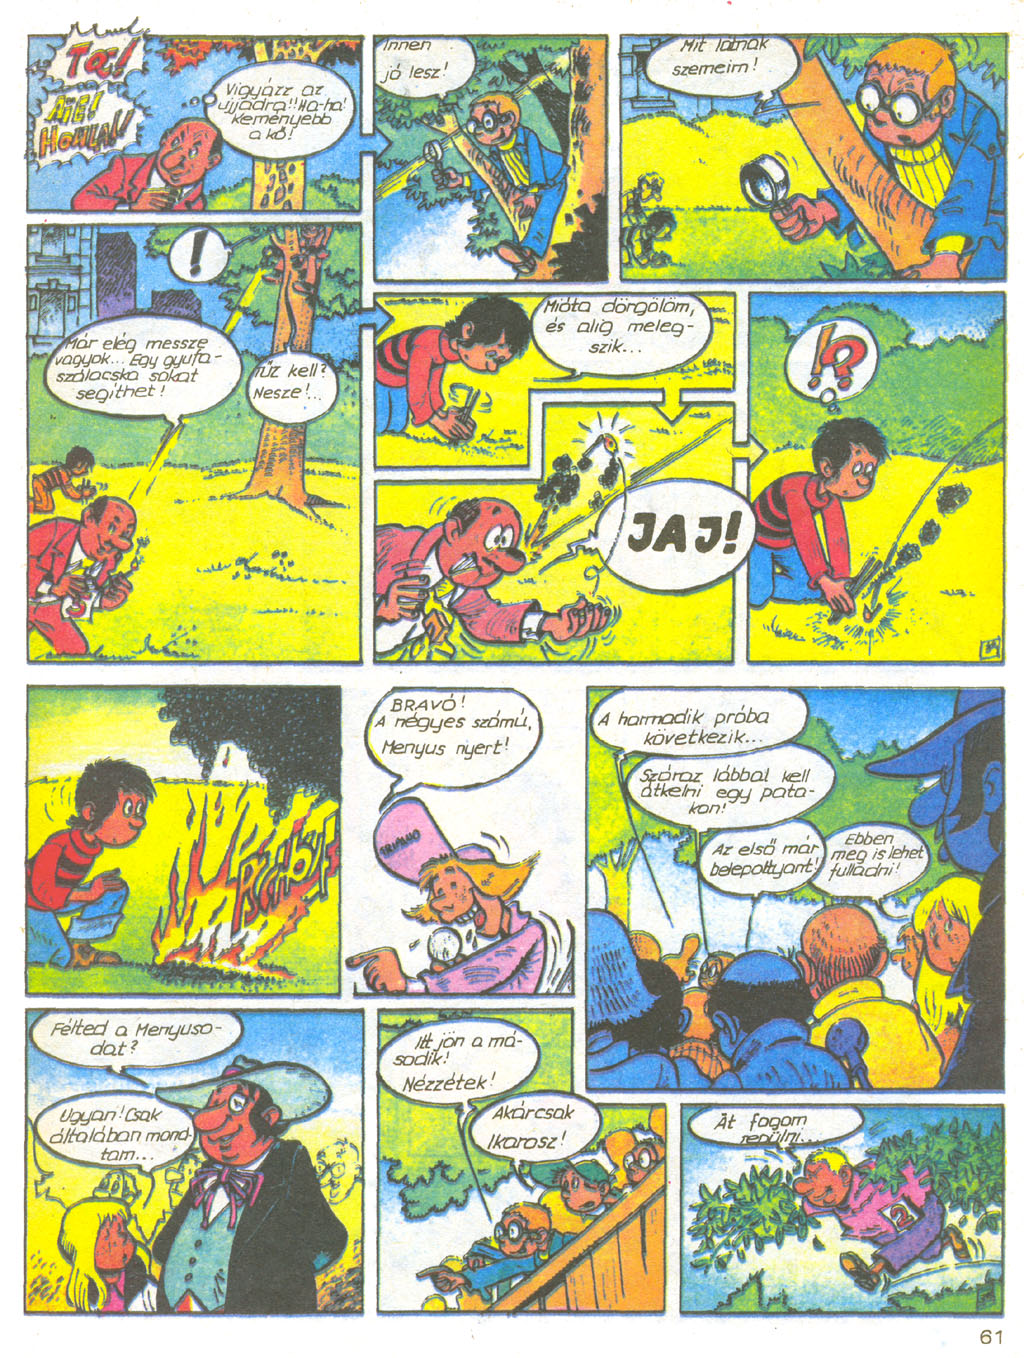 Ta!
AIE!
HOULA!!
Vigyázz az
ujjadra!! Ha-ha!
Keményebb
a kő!
Innen
jó lesz!
Mit látnak
szemeim!
!
Már elég messze
vagyok... Egy gyufa-
szálacska sokat
segíthet!
Tűz kell?
Nesze!...
Mióta dörgölöm,
és alig meleg-
szik...
JAJ!
!?
BRAVÓ!
A négyes számú,
Menyus nyert!
A harmadik próba
következik...
Száraz lábbal kell
átkelni egy pata-
kon!
Az első már
belepottyant!
Ebben
meg is lehet
fulladni!
Félted a Menyuso-
dat?
Ugyan! Csak
általában mond-
tam...
Itt jön a má-
sodik!
Nézzétek!
Akárcsak
Ikarosz!
Át fogom
repülni...
2
61